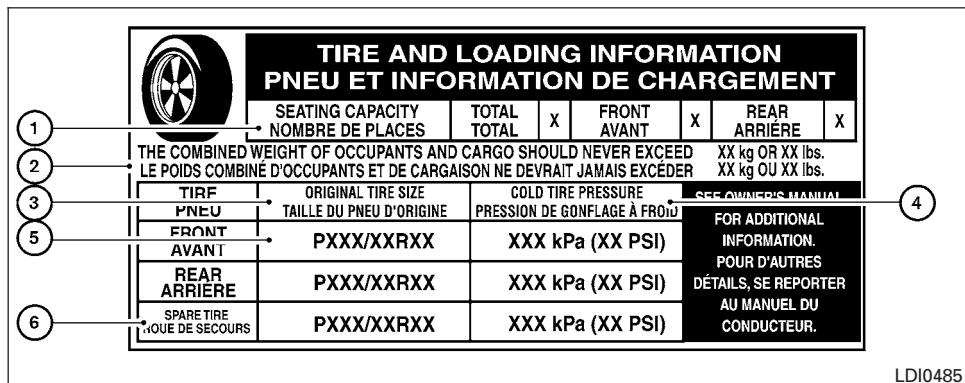 TIRE AND LOADING INFORMATION
PNEU ET INFORMATION DE CHARGEMENT
1
SEATING CAPACITY TOTAL X FRONT X REAR X
NOMBRE DE PLACES TOTAL AVANT ARRIÉRE
2
THE COMBINED WEIGHT OF OCCUPANTS AND CARGO SHOULD NEVER EXCEED XX kg OR XX lbs.
LE POIDS COMBINÉ D'OCCUPANTS ET DE CARGAISON NE DEVRAIT JAMAIS EXCÉDER XX kg OU XX lbs.
3
TIRE ORIGINAL TIRE SIZE COLD TIRE PRESSURE
PNEU TAILLE DU PNEU D'ORIGINE PRESSION DE GONFLAGE À FROID
4
5
FRONT
AVANT PXXX/XXRXX XXX kPa (XX PSI)
REAR
ARRIÈRE PXXX/XXRXX XXX kPa (XX PSI)
6
SPARE TIRE
ROUE DE SECOURS PXXX/XXRXX XXX kPa (XX PSI)
SEE OWNER'S MANUAL
FOR ADDITIONAL
INFORMATION.
POUR D'AUTRES
DÉTAILS, SE REPORTER
AU MANUEL DU
CONDUCTEUR.
LDI0485